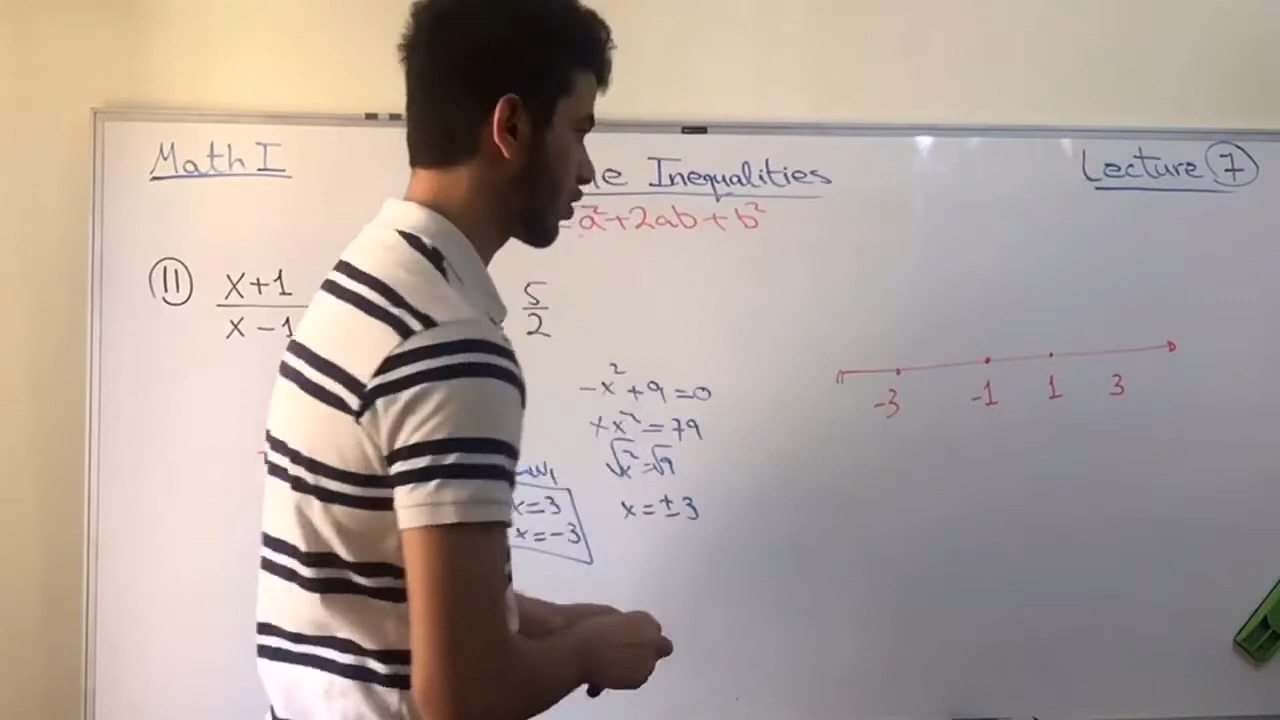 Math I
Inequalities
Lecture 7
a²+2ab+b²
11
x+1
x-1
5
2
-x²+9=0
x²=79
√x²=√9
x=3
x=-3
x=±3
-3 -1 1 3